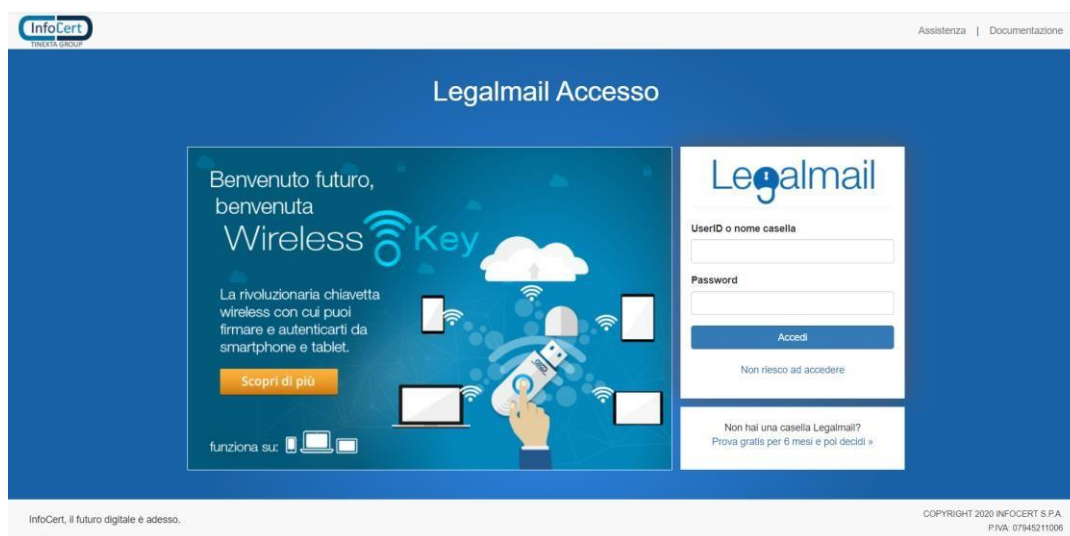 InfoCert
TINEXTA GROUP
Assistenza | Documentazione
Legalmail Accesso
Benvenuto futuro,
benvenuta
Wireless Key
La rivoluzionaria chiavetta
wireless con cui puoi
firmare e autenticarti da
smartphone e tablet.
Scopri di più
funziona su:
Legalmail
UserID o nome casella
Password
Accedi
Non riesco ad accedere
Non hai una casella Legalmail?
Prova gratis per 6 mesi e poi decidi »
InfoCert, il futuro digitale è adesso.
COPYRIGHT 2020 INFOCERT S.P.A.
P.IVA: 07945211006